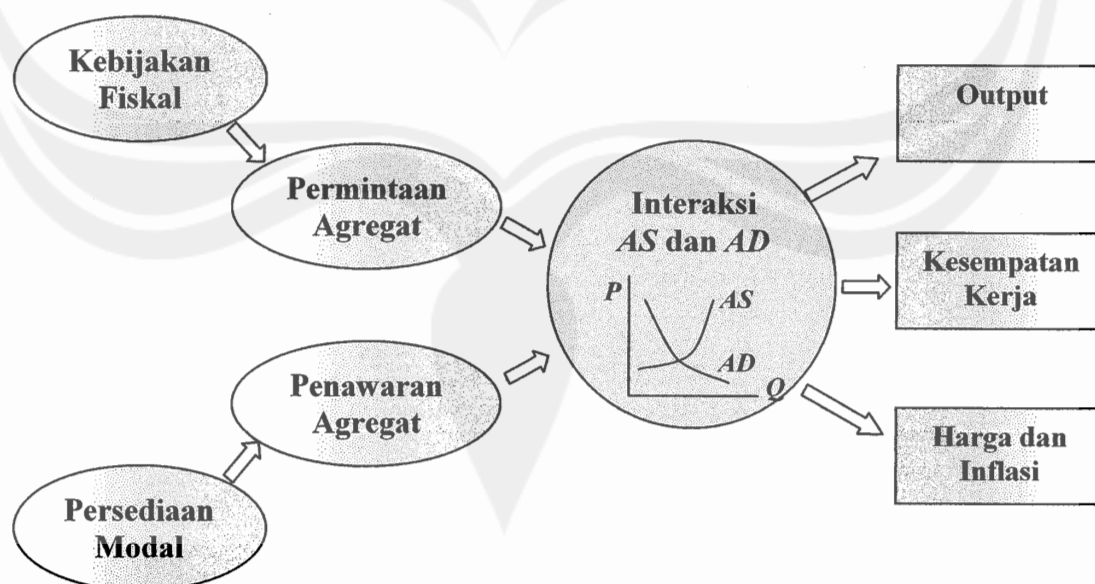 Kebijakan
Fiskal
Permintaan
Agregat
Penawaran
Agregat
Persediaan
Modal
Interaksi
AS dan AD
P
AS
AD
Q
Output
Kesempatan
Kerja
Harga dan
Inflasi